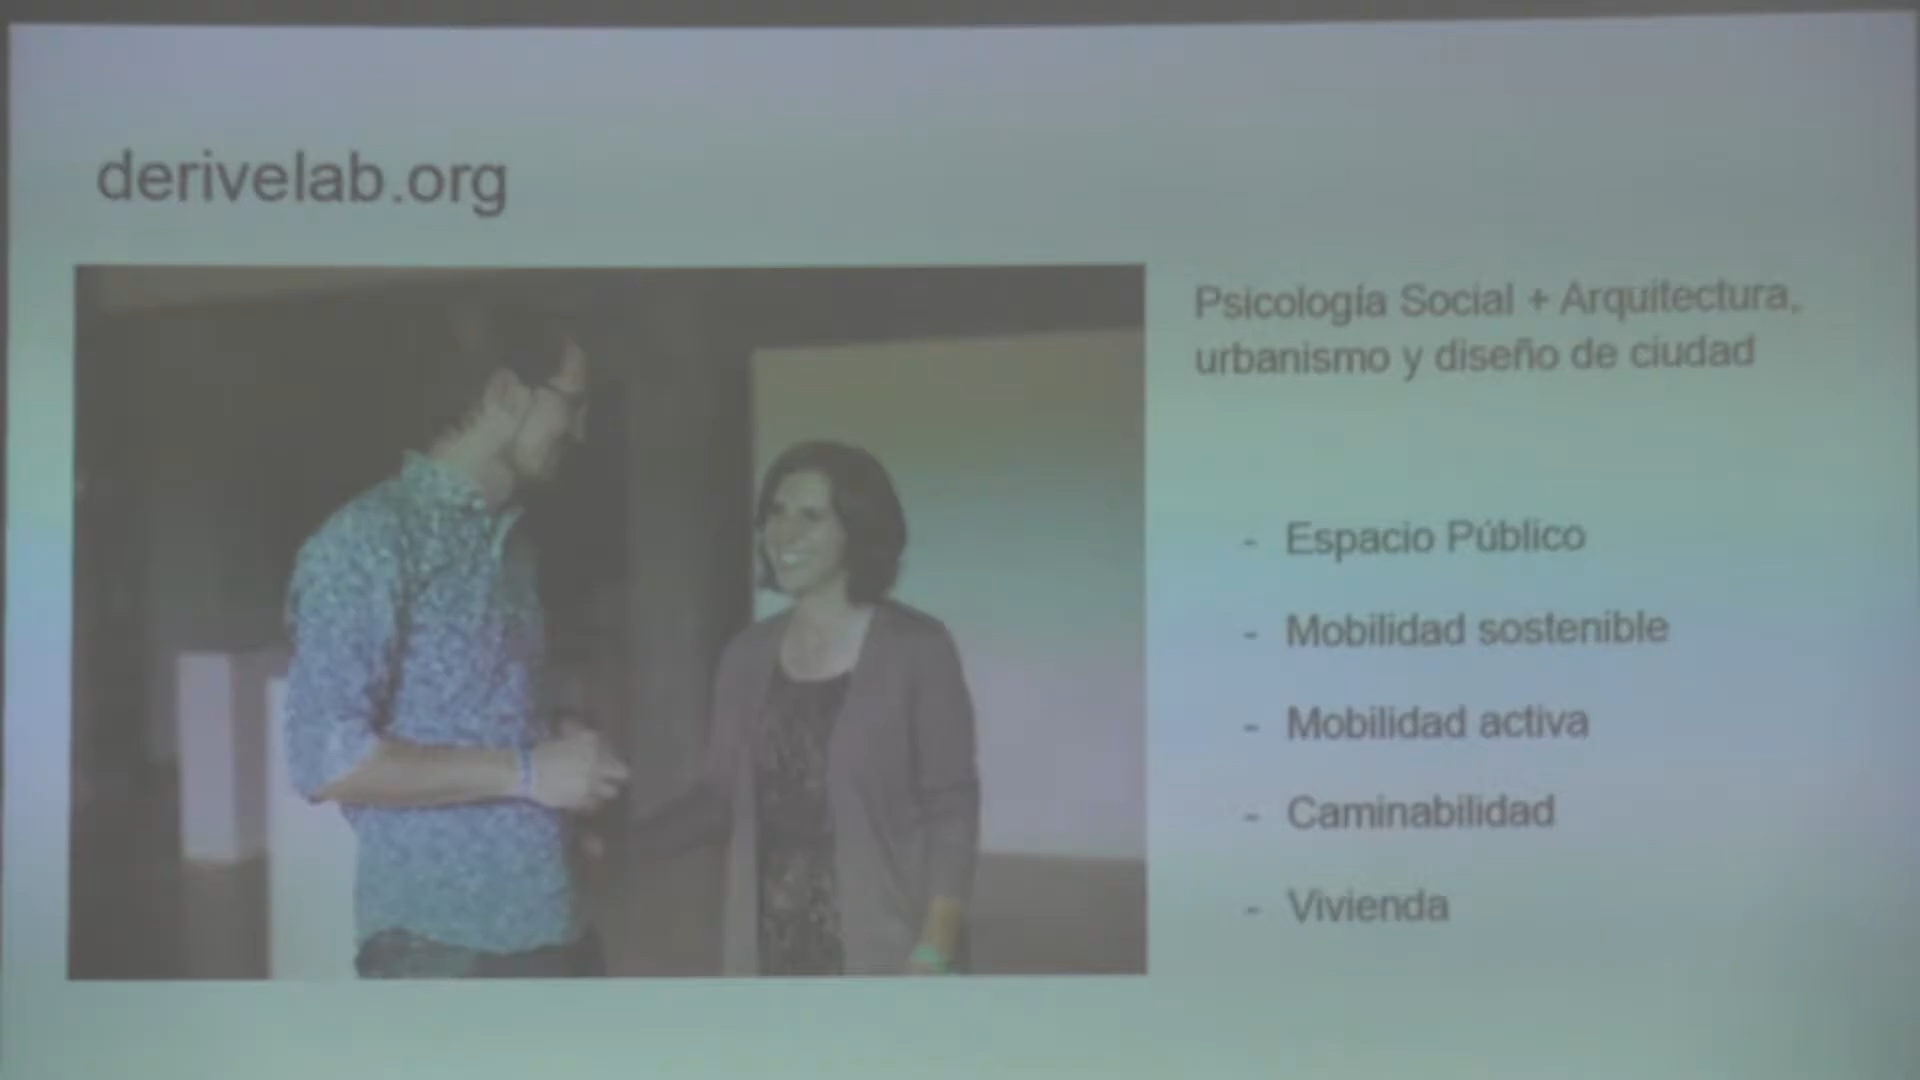 derivelab.org
Psicología Social + Arquitectura,
urbanismo y diseño de ciudad
- Espacio Público
- Mobilidad sostenible
- Mobilidad activa
- Caminabilidad
- Vivienda